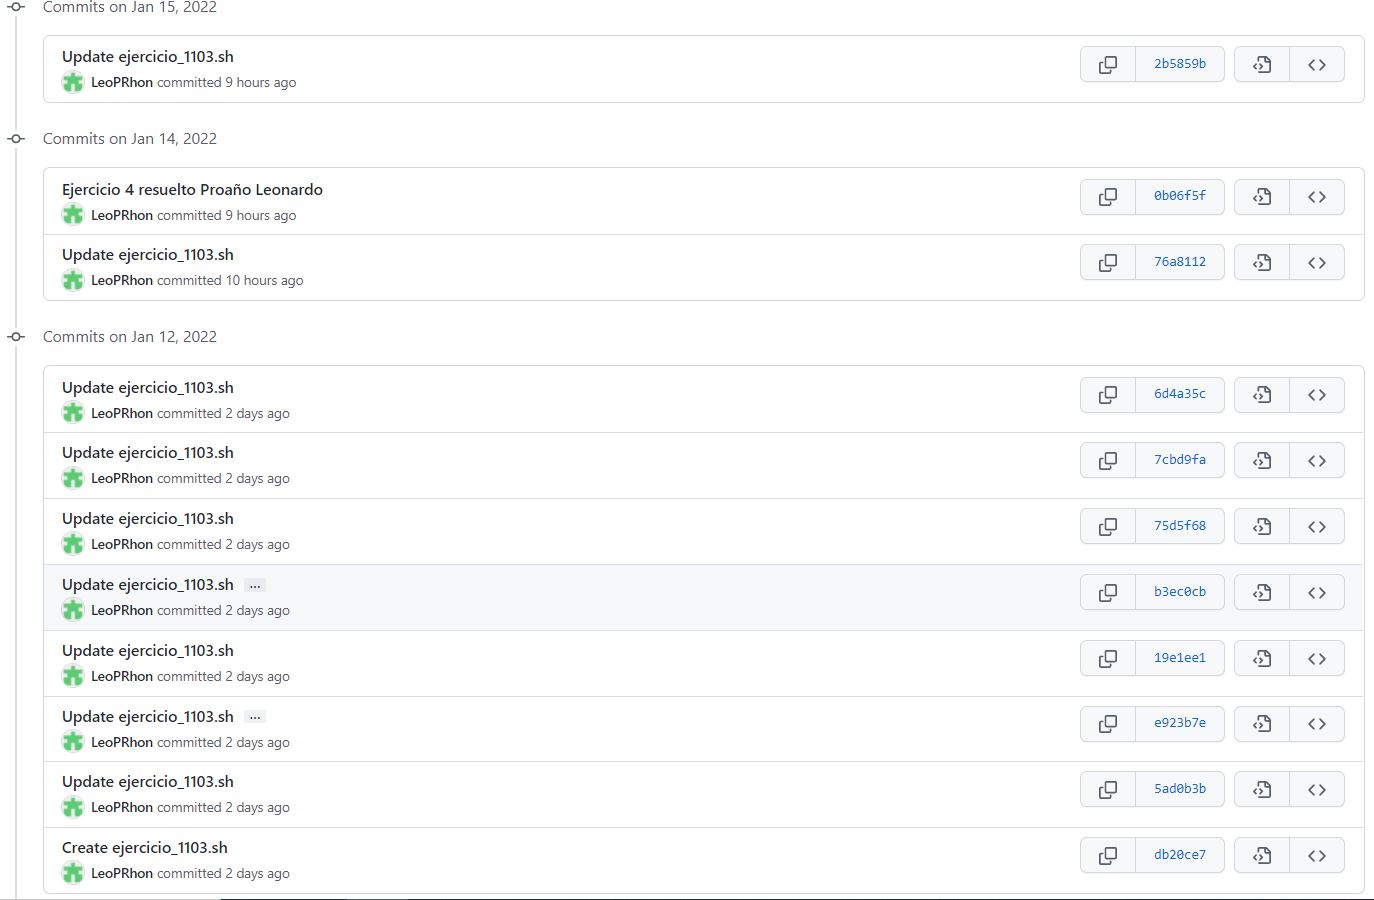 Commits on Jan 15, 2022
Update ejercicio_1103.sh
LeoPRhon committed 9 hours ago
2b5859b
Commits on Jan 14, 2022
Ejercicio 4 resuelto Proaño Leonardo
LeoPRhon committed 9 hours ago
0b06f5f
Update ejercicio_1103.sh
LeoPRhon committed 10 hours ago
76a8112
Commits on Jan 12, 2022
Update ejercicio_1103.sh
LeoPRhon committed 2 days ago
6d4a35c
Update ejercicio_1103.sh
LeoPRhon committed 2 days ago
7cbd9fa
Update ejercicio_1103.sh
LeoPRhon committed 2 days ago
75d5f68
Update ejercicio_1103.sh ...
LeoPRhon committed 2 days ago
b3ec0cb
Update ejercicio_1103.sh
LeoPRhon committed 2 days ago
19e1ee1
Update ejercicio_1103.sh ...
LeoPRhon committed 2 days ago
e923b7e
Update ejercicio_1103.sh
LeoPRhon committed 2 days ago
5ad0b3b
Create ejercicio_1103.sh
LeoPRhon committed 2 days ago
db20ce7